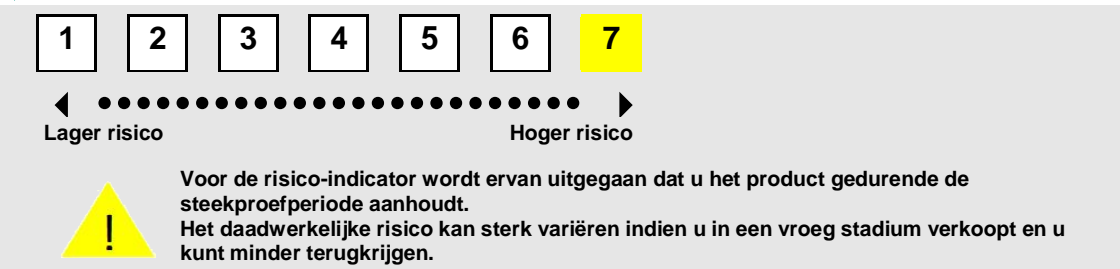 1 2 3 4 5 6 7
Lager risico Hoger risico
!
Voor de risico-indicator wordt ervan uitgegaan dat u het product gedurende de
steekproefperiode aanhoudt.
Het daadwerkelijke risico kan sterk variëren indien u in een vroeg stadium verkoopt en u
kunt minder terugkrijgen.